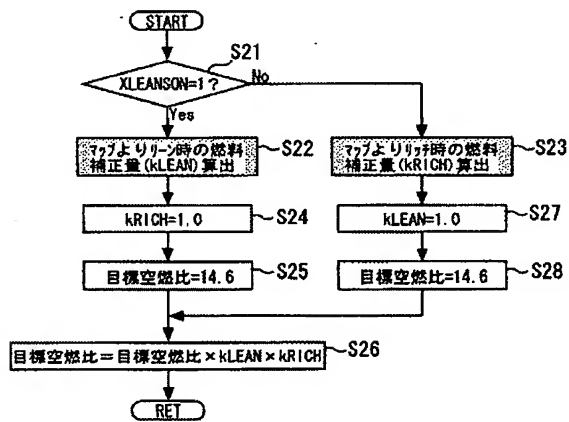 START
S21
XLEANSON=1?
No
Yes
マップよりリーン時の燃料
補正量(kLEAN)算出
S22
マップよりリッチ時の燃料
補正量(kRICH)算出
S23
kRICH=1.0
S24
kLEAN=1.0
S27
目標空燃比=14.6
S25
目標空燃比=14.6
S28
目標空燃比=目標空燃比×kLEAN×kRICH
S26
RET